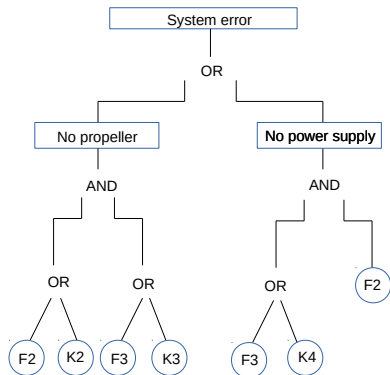 System error
OR
No propeller
No power supply
AND
AND
OR
OR
OR
F2
F2
K2
F3
K3
F3
K4